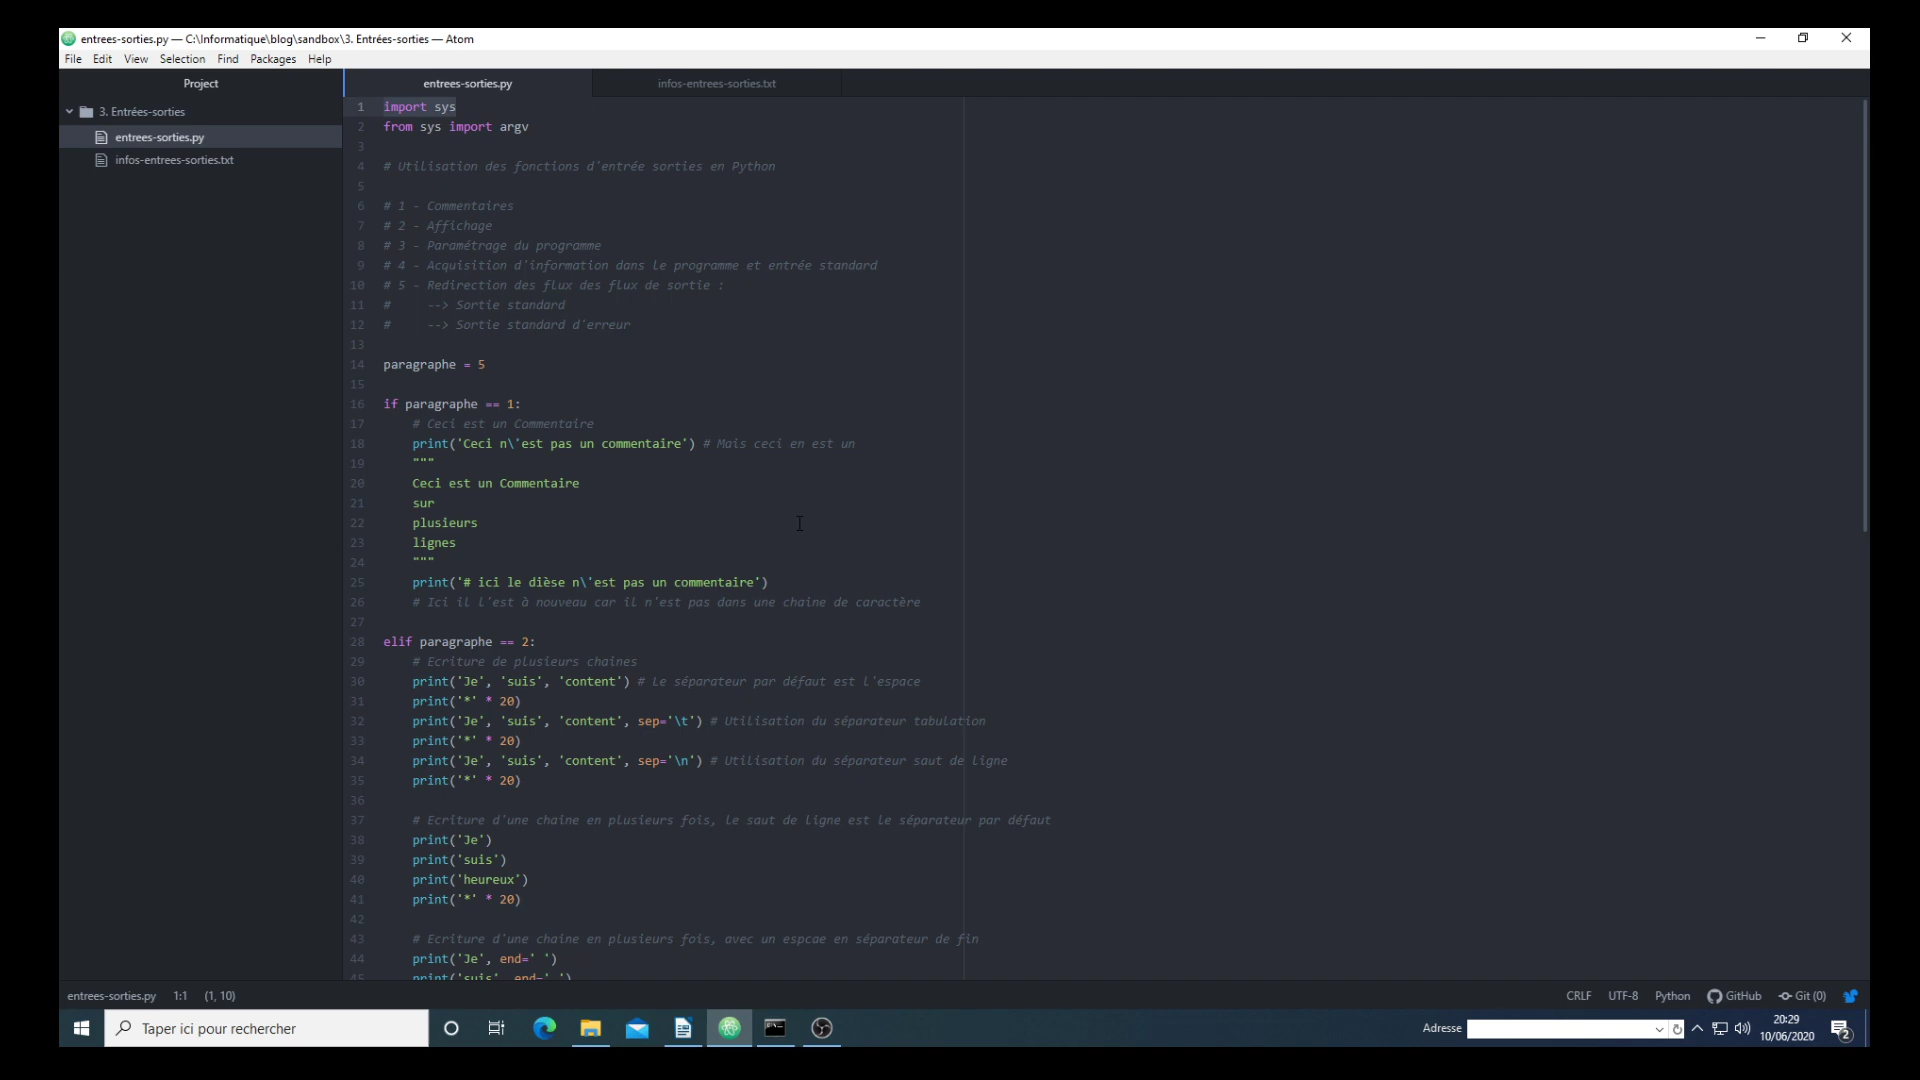 entrees-sorties.py — C:\Informatique\blog\sandbox\3. Entrées-sorties — Atom
File Edit View Selection Find Packages Help
Project
entrees-sorties.py
infos-entrees-sorties.txt
3. Entrées-sorties
entrees-sorties.py
infos-entrees-sorties.txt
1 import sys
2 from sys import argv
3
4 # Utilisation des fonctions d'entrée sorties en Python
5
6 # 1 - Commentaires
7 # 2 - Affichage
8 # 3 - Paramétrage du programme
9 # 4 - Acquisition d'information dans le programme et entrée standard
10 # 5 - Redirection des flux des flux de sortie :
11 #     --> Sortie standard
12 #     --> Sortie standard d'erreur
13
14 paragraphe = 5
15
16 if paragraphe == 1:
17     # Ceci est un Commentaire
18     print('Ceci n\'est pas un commentaire') # Mais ceci en est un
19     """
20     Ceci est un Commentaire
21     sur
22     plusieurs
23     lignes
24     """
25     print('# ici le dièse n\'est pas un commentaire')
26     # Ici il l'est à nouveau car il n'est pas dans une chaine de caractère
27
28 elif paragraphe == 2:
29     # Ecriture de plusieurs chaines
30     print('Je', 'suis', 'content') # Le séparateur par défaut est l'espace
31     print('*' * 20)
32     print('Je', 'suis', 'content', sep='\t') # Utilisation du séparateur tabulation
33     print('*' * 20)
34     print('Je', 'suis', 'content', sep='\n') # Utilisation du séparateur saut de ligne
35     print('*' * 20)
36
37     # Ecriture d'une chaîne en plusieurs fois, le saut de ligne est le séparateur par défaut
38     print('Je')
39     print('suis')
40     print('heureux')
41     print('*' * 20)
42
43     # Ecriture d'une chaine en plusieurs fois, avec un espcae en séparateur de fin
44     print('Je', end=' ')
45     print('suis', end=' ')
entrees-sorties.py 1:1 (1, 10)
CRLF UTF-8 Python GitHub Git (0)
Taper ici pour rechercher
Adresse
20:29
10/06/2020
2